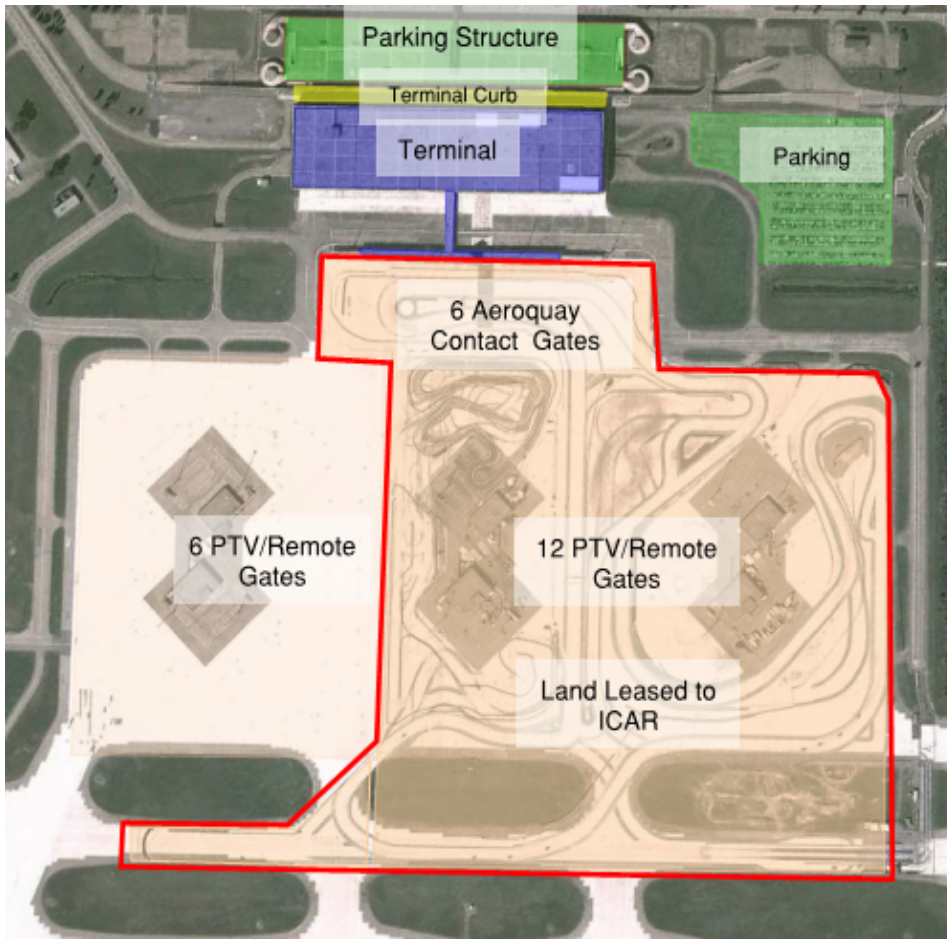 Parking Structure
Terminal Curb
Terminal
Parking
6 Aeroquay
Contact Gates
6 PTV/Remote
Gates
12 PTV/Remote
Gates
Land Leased to
ICAR